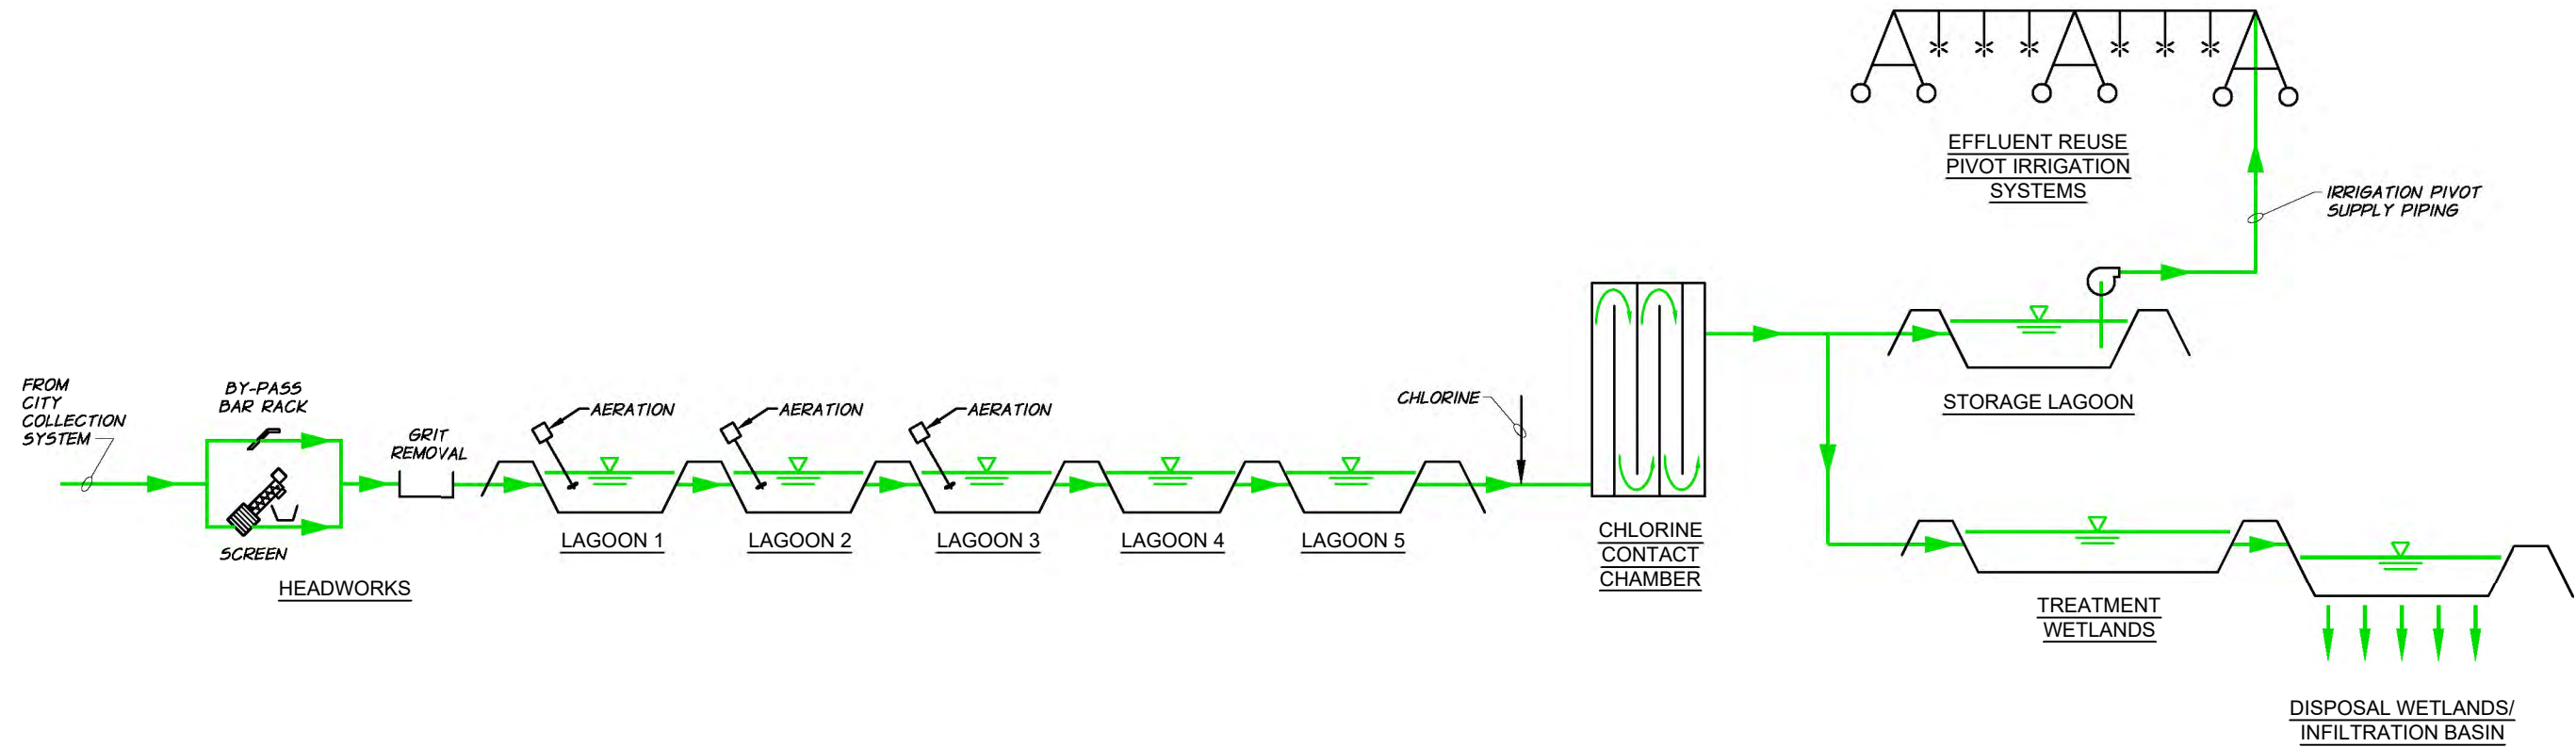 EFFLUENT REUSE
PIVOT IRRIGATION
SYSTEMS
IRRIGATION PIVOT
SUPPLY PIPING
FROM
CITY
COLLECTION
SYSTEM
BY-PASS
BAR RACK
SCREEN
HEADWORKS
GRIT
REMOVAL
AERATION
AERATION
AERATION
LAGOON 1
LAGOON 2
LAGOON 3
LAGOON 4
LAGOON 5
CHLORINE
CHLORINE
CONTACT
CHAMBER
STORAGE LAGOON
TREATMENT
WETLANDS
DISPOSAL WETLANDS/
INFILTRATION BASIN